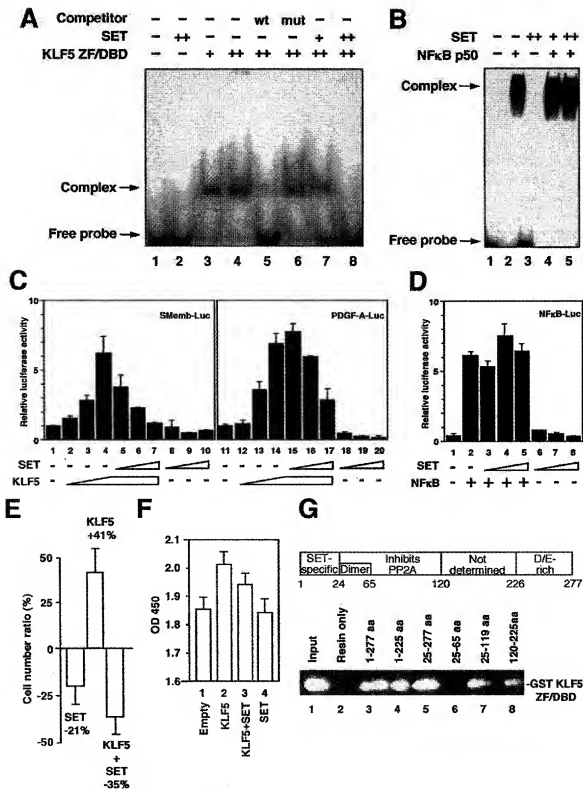 A
Competitor – – – – wt mut – –
SET – ++ – – – – + ++
KLF5 ZF/DBD – – + ++ ++ ++ ++ ++
Complex
Free probe
1 2 3 4 5 6 7 8
B
SET – – ++ + ++
NFκB p50 – + – + +
Complex
Free probe
1 2 3 4 5
C
Relative luciferase activity
10
5
0
SMemb-Luc
PDGF-A-Luc
1 2 3 4 5 6 7 8 9 10 11 12 13 14 15 16 17 18 19 20
SET – – – – – – – –
KLF5 – – – – – – – –
D
Relative luciferase activity
10
5
0
NFκB-Luc
1 2 3 4 5 6 7 8
SET – –
NFκB – + + + + – – –
E
Cell number ratio (%)
50
25
0
-25
-50
KLF5
+41%
SET
-21%
KLF5
+
SET
-35%
F
OD 450
2.1
2.0
1.9
1.8
1.7
1.6
1 2 3 4
Empty
KLF5
KLF5+SET
SET
G
SET-specific
Dimer
Inhibits PP2A
Not determined
D/E-rich
1 24 65 120 226 277
Input
Resin only
1-277 aa
1-225 aa
25-277 aa
25-65 aa
25-119 aa
120-225aa
-GST KLF5
ZF/DBD
1 2 3 4 5 6 7 8